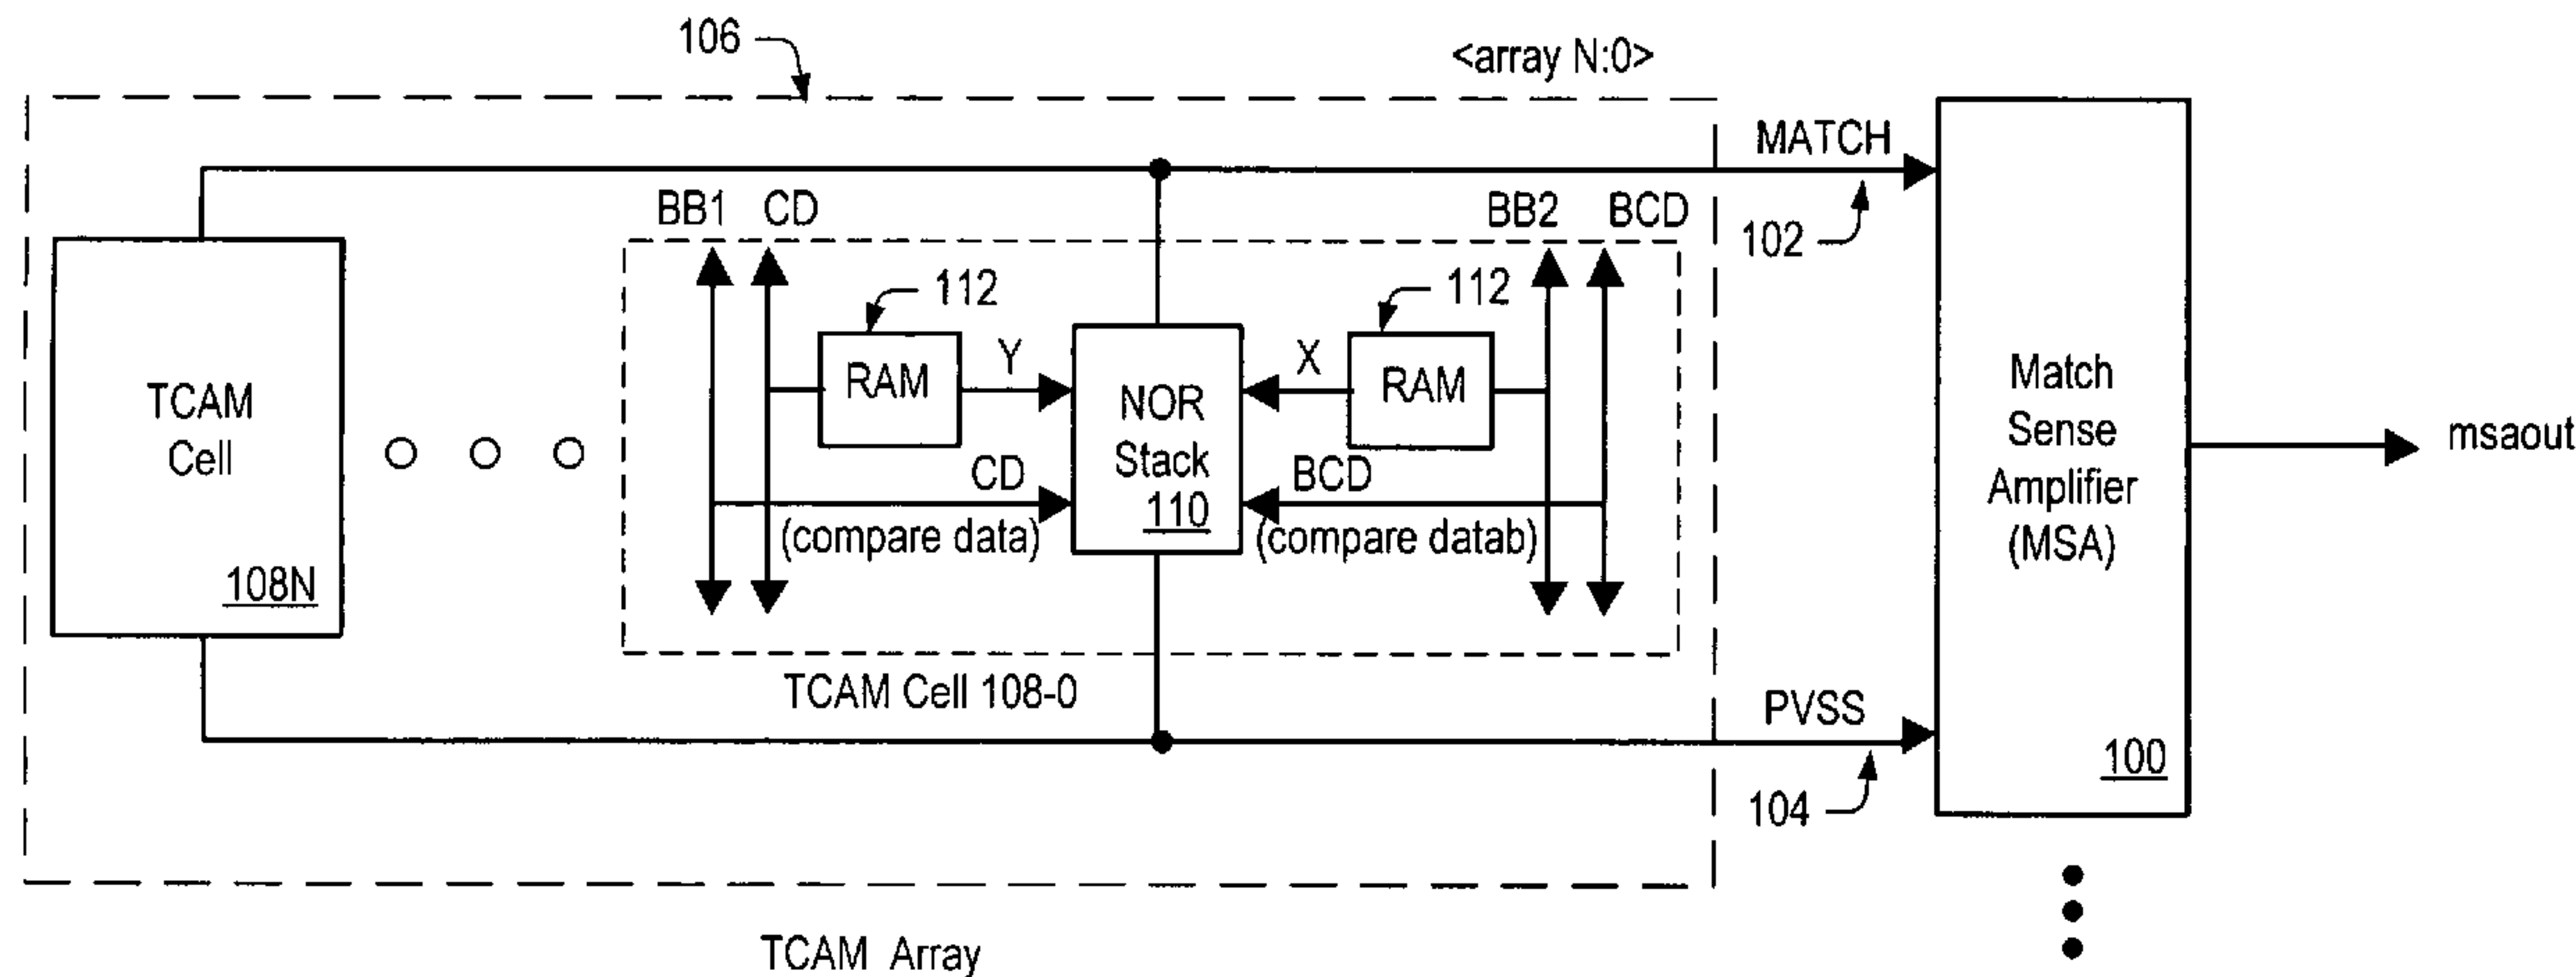 106
<array N:0>
MATCH
102
BB1 CD
BB2 BCD
112
112
Y
X
RAM
RAM
TCAM
Cell
108N
NOR
Stack
110
CD
(compare data)
BCD
(compare datab)
TCAM Cell 108-0
PVSS
104
Match
Sense
Amplifier
(MSA)
100
msaout
TCAM Array